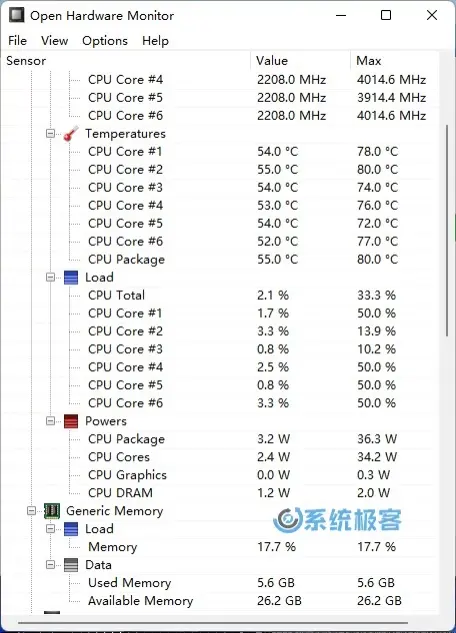 Open Hardware Monitor
File View Options Help
Sensor Value Max
CPU Core #4 2208.0 MHz 4014.6 MHz
CPU Core #5 2208.0 MHz 3914.4 MHz
CPU Core #6 2208.0 MHz 4014.6 MHz
Temperatures
CPU Core #1 54.0 °C 78.0 °C
CPU Core #2 55.0 °C 80.0 °C
CPU Core #3 54.0 °C 74.0 °C
CPU Core #4 53.0 °C 76.0 °C
CPU Core #5 54.0 °C 72.0 °C
CPU Core #6 52.0 °C 77.0 °C
CPU Package 55.0 °C 80.0 °C
Load
CPU Total 2.1 % 33.3 %
CPU Core #1 1.7 % 50.0 %
CPU Core #2 3.3 % 13.9 %
CPU Core #3 0.8 % 10.2 %
CPU Core #4 2.5 % 50.0 %
CPU Core #5 0.8 % 50.0 %
CPU Core #6 3.3 % 50.0 %
Powers
CPU Package 3.2 W 36.3 W
CPU Cores 2.4 W 34.2 W
CPU Graphics 0.0 W 0.3 W
CPU DRAM 1.2 W 2.0 W
Generic Memory
系统极客
Load
Memory 17.7 % 17.7 %
Data
Used Memory 5.6 GB 5.6 GB
Available Memory 26.2 GB 26.2 GB